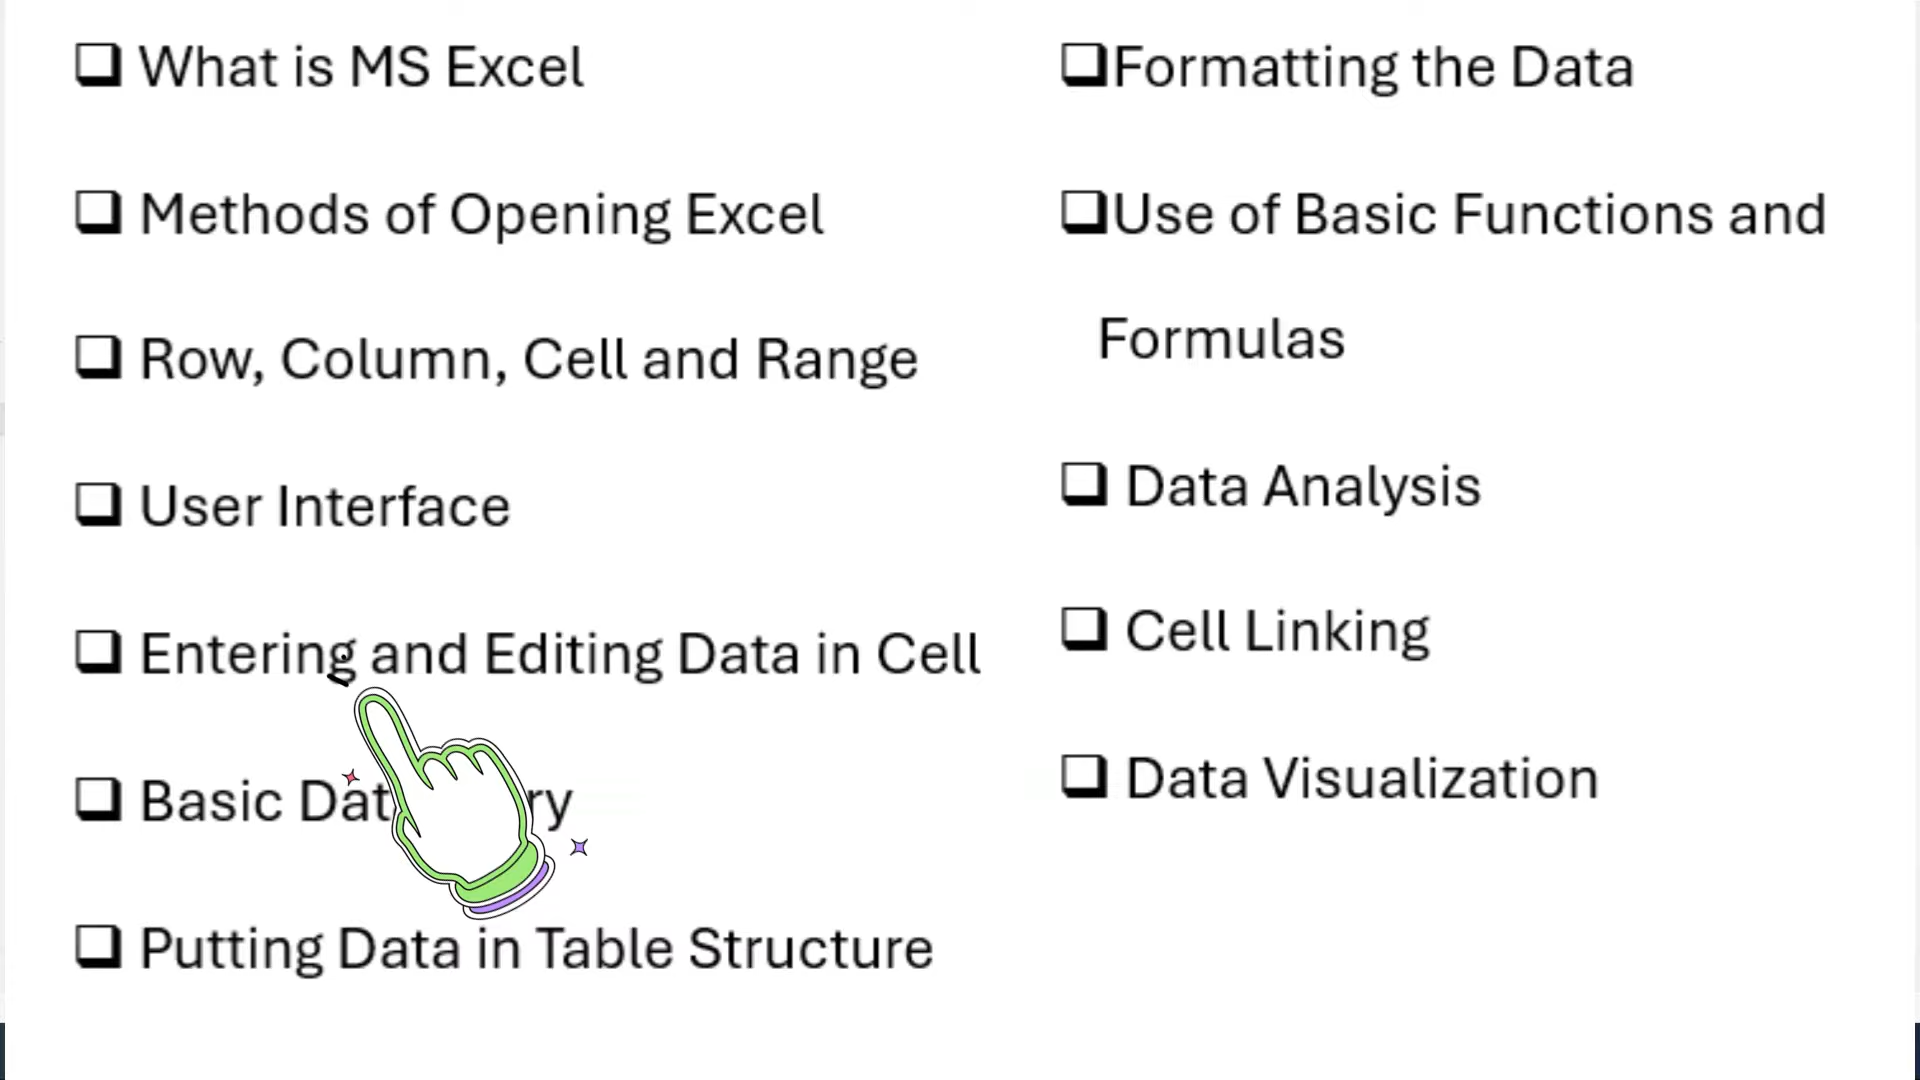 ❑ What is MS Excel
❑ Methods of Opening Excel
❑ Row, Column, Cell and Range
❑ User Interface
❑ Entering and Editing Data in Cell
❑ Basic
❑ Putting Data in Table Structure
❑Formatting the Data
❑Use of Basic Functions and
Formulas
❑ Data Analysis
❑ Cell Linking
❑ Data Visualization